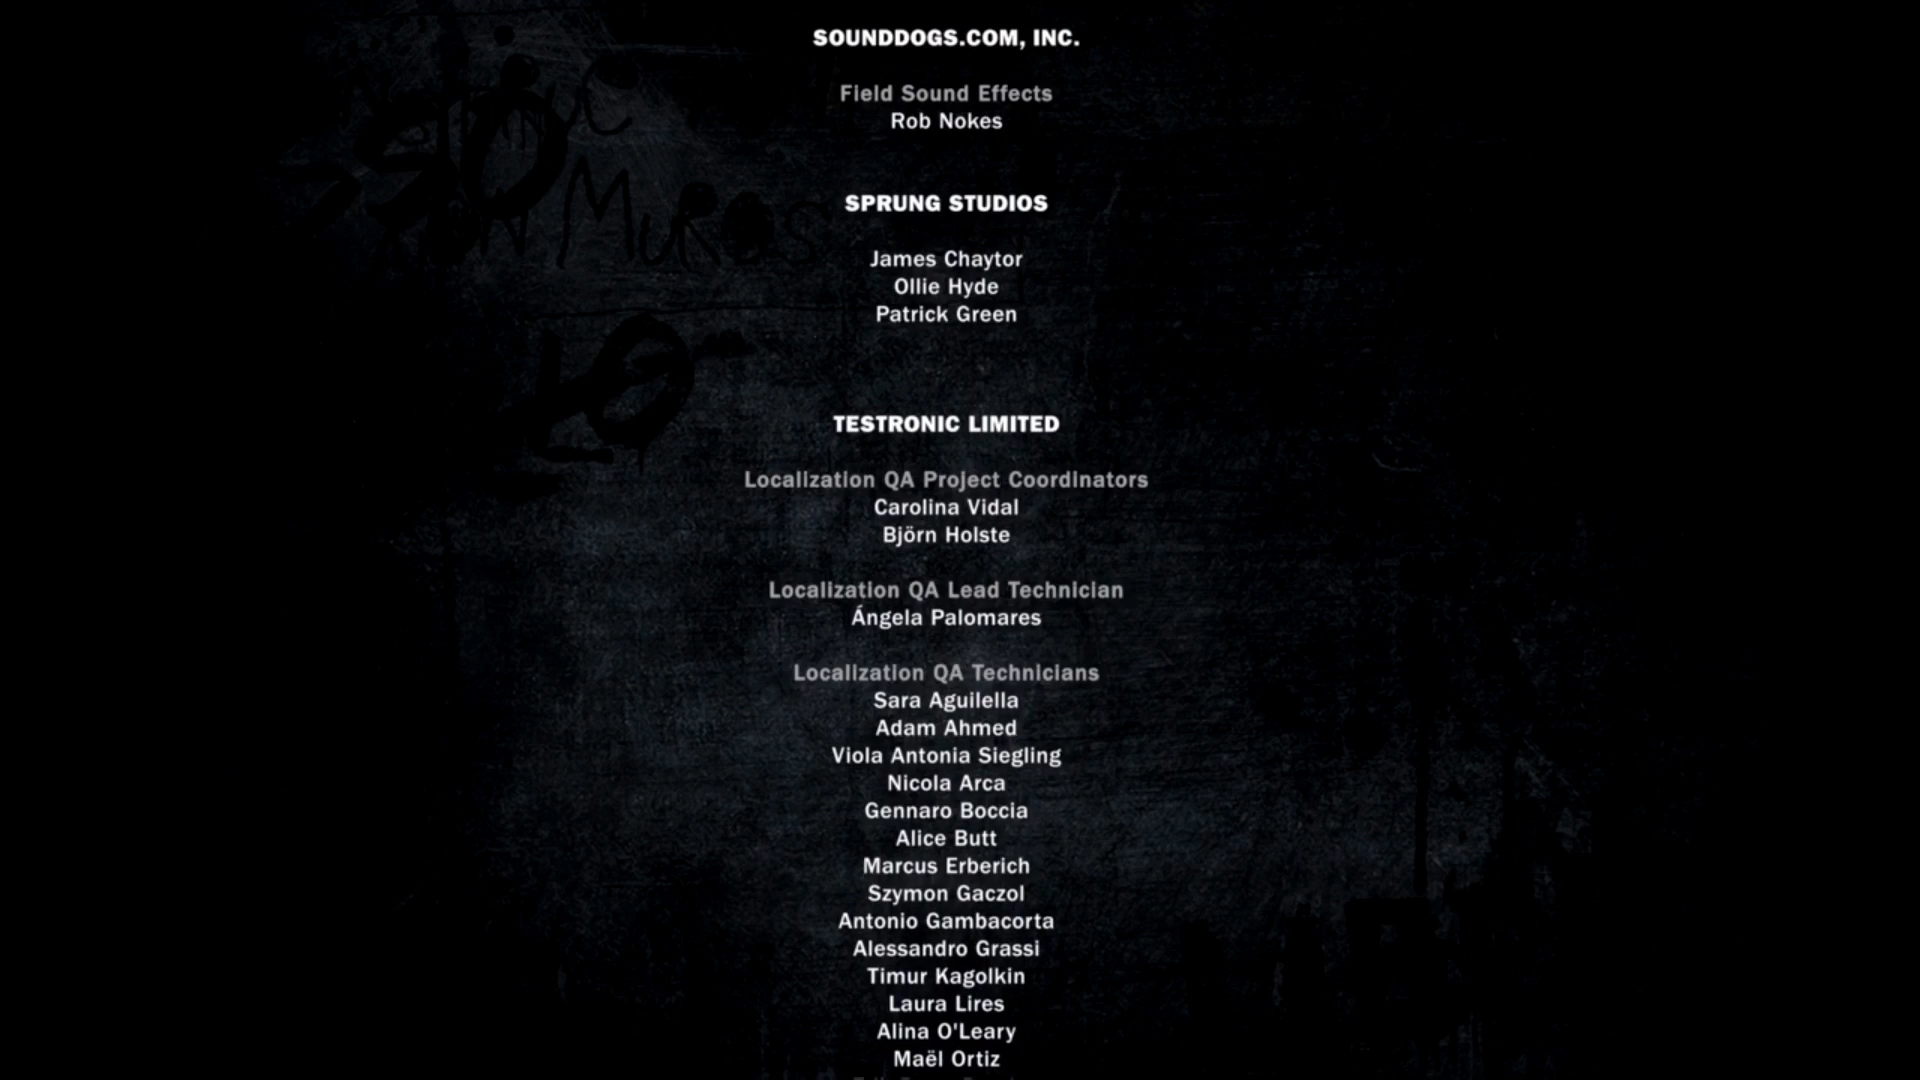 SOUNDDOGS.COM, INC.
Field Sound Effects
Rob Nokes
SPRUNG STUDIOS
James Chaytor
Ollie Hyde
Patrick Green
TESTRONIC LIMITED
Localization QA Project Coordinators
Carolina Vidal
Björn Holste
Localization QA Lead Technician
Ángela Palomares
Localization QA Technicians
Sara Aguilella
Adam Ahmed
Viola Antonia Siegling
Nicola Arca
Gennaro Boccia
Alice Butt
Marcus Erberich
Szymon Gaczol
Antonio Gambacorta
Alessandro Grassi
Timur Kagolkin
Laura Lires
Alina O'Leary
Maël Ortiz
MUROS